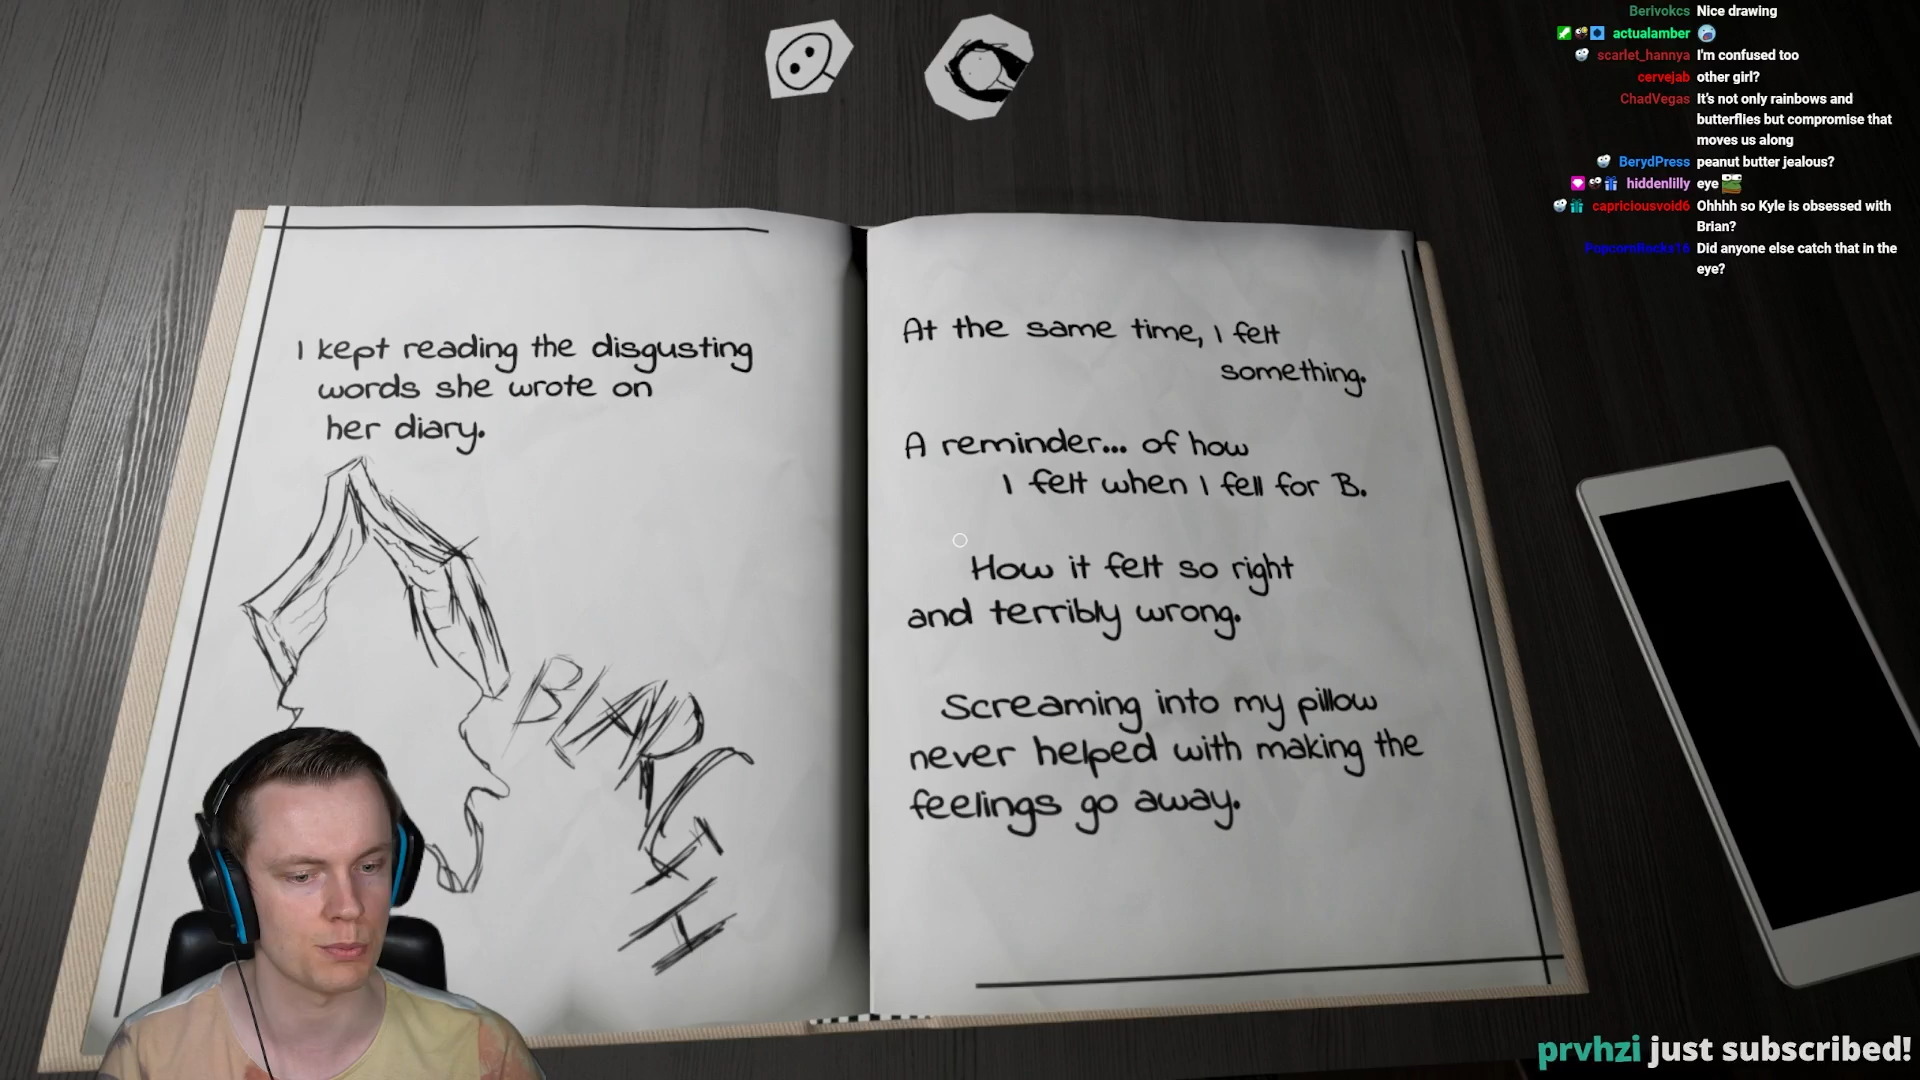 Berivokcs Nice drawing
actualamber
scarlet_hannya I'm confused too
cervejab other girl?
ChadVegas It's not only rainbows and
butterflies but compromise that
moves us along
BerydPress peanut butter jealous?
hiddenlilly eye
capriciousvoid6 Ohhhh so Kyle is obsessed with
Brian?
PopcornRocks18 Did anyone else catch that in the
eye?
I kept reading the disgusting
words she wrote on
her diary.
BLARGH
At the same time, I felt
something.
A reminder... of how
I felt when I fell for B.
How it felt so right
and terribly wrong.
Screaming into my pillow
never helped with making the
feelings go away.
prvhzi just subscribed!